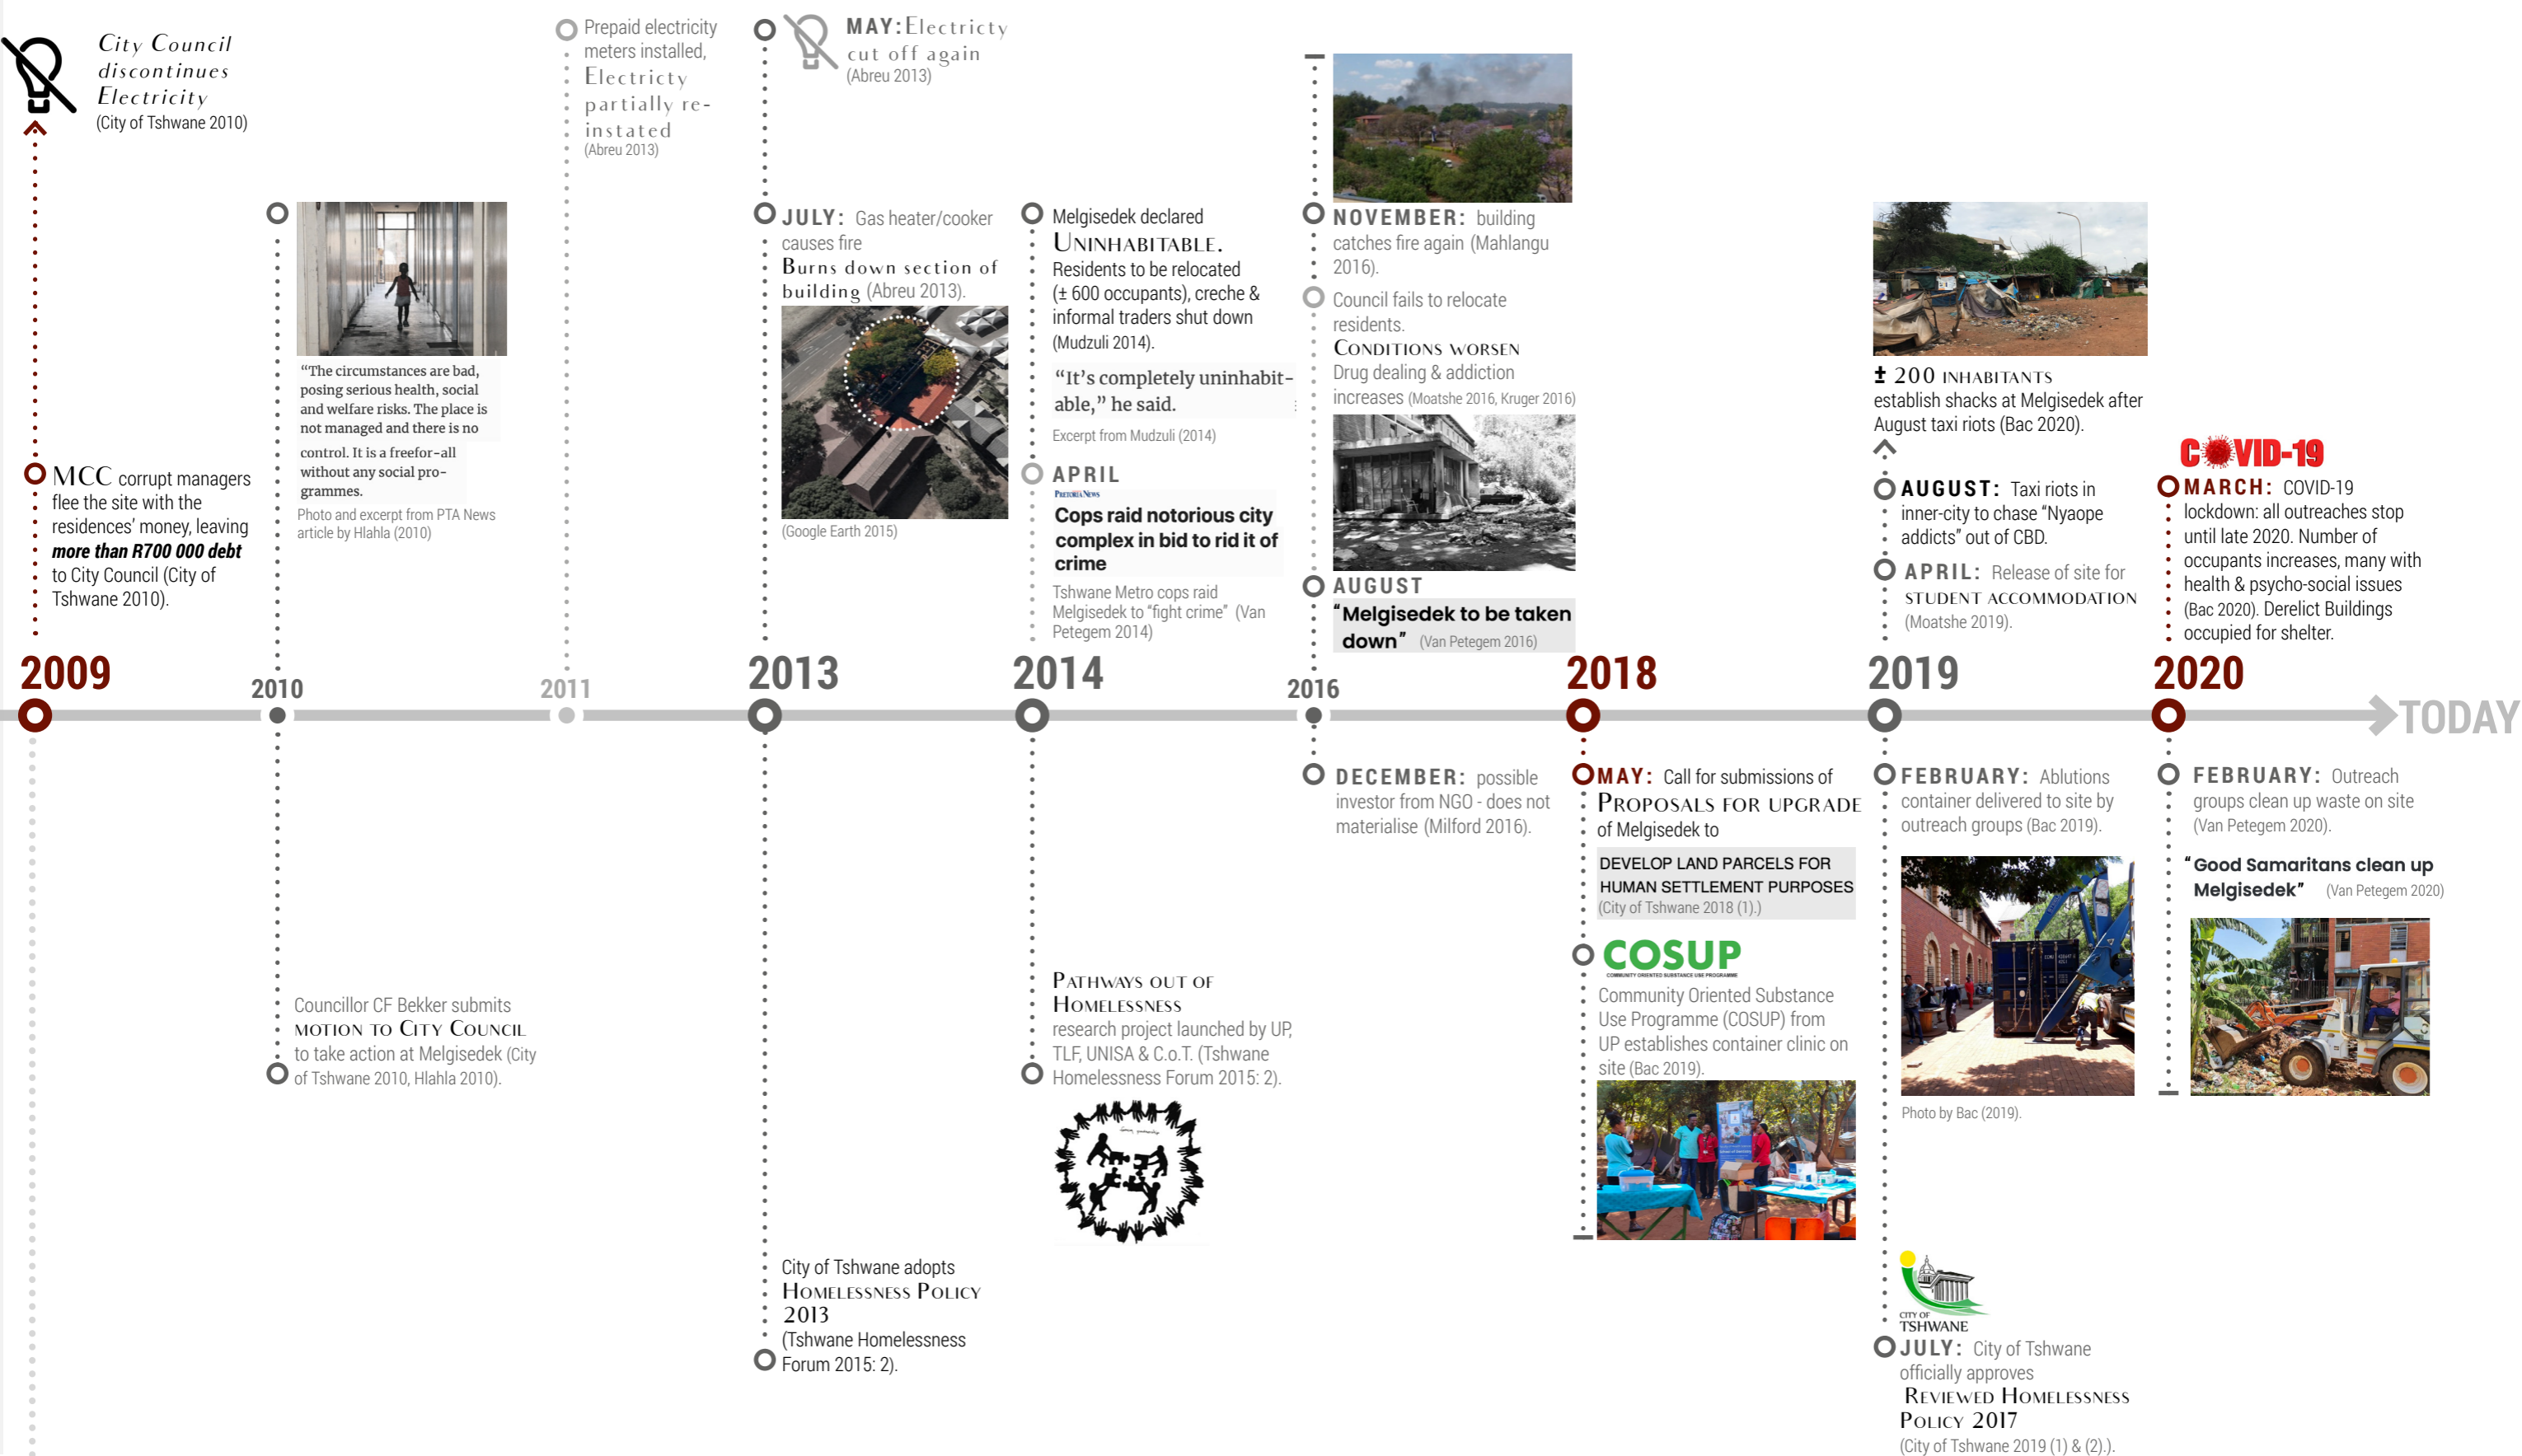 City Council
discontinues
Electricity
(City of Tshwane 2010)
MCC corrupt managers
flee the site with the
residences' money, leaving
more than R700 000 debt
to City Council (City of
Tshwane 2010).
2009
"The circumstances are bad,
posing serious health, social
and welfare risks. The place is
not managed and there is no
control. It is a freefor-all
without any social pro-
grammes.
Photo and excerpt from PTA News
article by Hlahla (2010)
2010
Councillor CF Bekker submits
MOTION TO CITY COUNCIL
to take action at Melgisedek (City
of Tshwane 2010, Hlahla 2010).
Prepaid electricity
meters installed,
Electricty
partially re-
instated
(Abreu 2013)
2011
MAY: Electricty
cut off again
(Abreu 2013)
JULY: Gas heater/cooker
causes fire
Burns down section of
building (Abreu 2013).
(Google Earth 2015)
2013
City of Tshwane adopts
HOMELESSNESS POLICY
2013
(Tshwane Homelessness
Forum 2015: 2).
Melgisedek declared
UNINHABITABLE.
Residents to be relocated
(± 600 occupants), creche &
informal traders shut down
(Mudzuli 2014).
"It's completely uninhabit-
able," he said.
Excerpt from Mudzuli (2014)
APRIL
PRETORIA NEWS
Cops raid notorious city
complex in bid to rid it of
crime
Tshwane Metro cops raid
Melgisedek to "fight crime" (Van
Petegem 2014)
2014
PATHWAYS OUT OF
HOMELESSNESS
research project launched by UP,
TLF, UNISA & C.o.T. (Tshwane
Homelessness Forum 2015: 2).
NOVEMBER: building
catches fire again (Mahlangu
2016).
Council fails to relocate
residents.
CONDITIONS WORSEN
Drug dealing & addiction
increases (Moatshe 2016, Kruger 2016)
AUGUST
"Melgisedek to be taken
down" (Van Petegem 2016)
2016
DECEMBER: possible
investor from NGO - does not
materialise (Milford 2016).
2018
MAY: Call for submissions of
PROPOSALS FOR UPGRADE
of Melgisedek to
DEVELOP LAND PARCELS FOR
HUMAN SETTLEMENT PURPOSES
(City of Tshwane 2018 (1).)
COSUP
COMMUNITY ORIENTED SUBSTANCE USE PROGRAMME
Community Oriented Substance
Use Programme (COSUP) from
UP establishes container clinic on
site (Bac 2019).
± 200 INHABITANTS
establish shacks at Melgisedek after
August taxi riots (Bac 2020).
AUGUST: Taxi riots in
inner-city to chase "Nyaope
addicts" out of CBD.
APRIL: Release of site for
STUDENT ACCOMMODATION
(Moatshe 2019).
2019
FEBRUARY: Ablutions
container delivered to site by
outreach groups (Bac 2019).
Photo by Bac (2019).
CITY OF
TSHWANE
JULY: City of Tshwane
officially approves
REVIEWED HOMELESSNESS
POLICY 2017
(City of Tshwane 2019 (1) & (2).).
COVID-19
MARCH: COVID-19
lockdown: all outreaches stop
until late 2020. Number of
occupants increases, many with
health & psycho-social issues
(Bac 2020). Derelict Buildings
occupied for shelter.
2020
FEBRUARY: Outreach
groups clean up waste on site
(Van Petegem 2020).
"Good Samaritans clean up
Melgisedek" (Van Petegem 2020)
TODAY